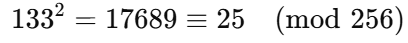 133² = 17689 ≡ 25 (mod 256)